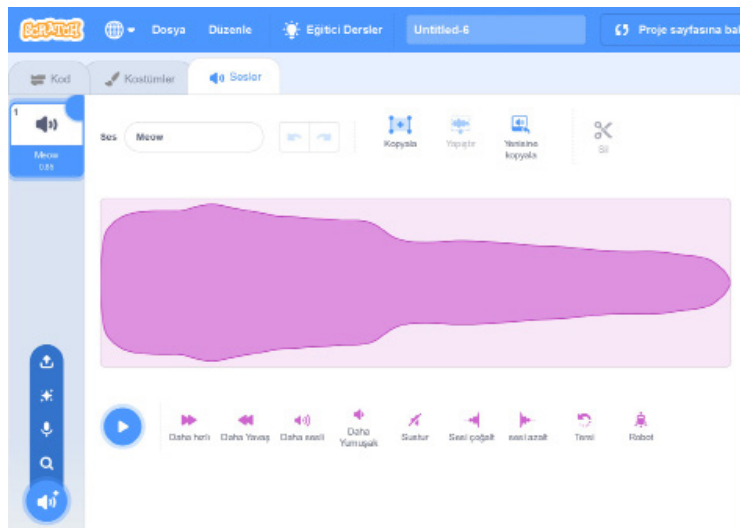 SCRATCH
Dosya
Düzenle
Eğitici Dersler
Untitled-6
Proje sayfasına bak
Kod
Kostümler
Sesler
1
Meow
Ses
Meow
Kopyala
Yapıştır
Yenisine
kopyala
Sil
Daha hızlı
Daha Yavaş
Daha sesli
Daha
Yumuşak
Sustur
Sesi çoğalt
sesi azalt
Tersi
Robot